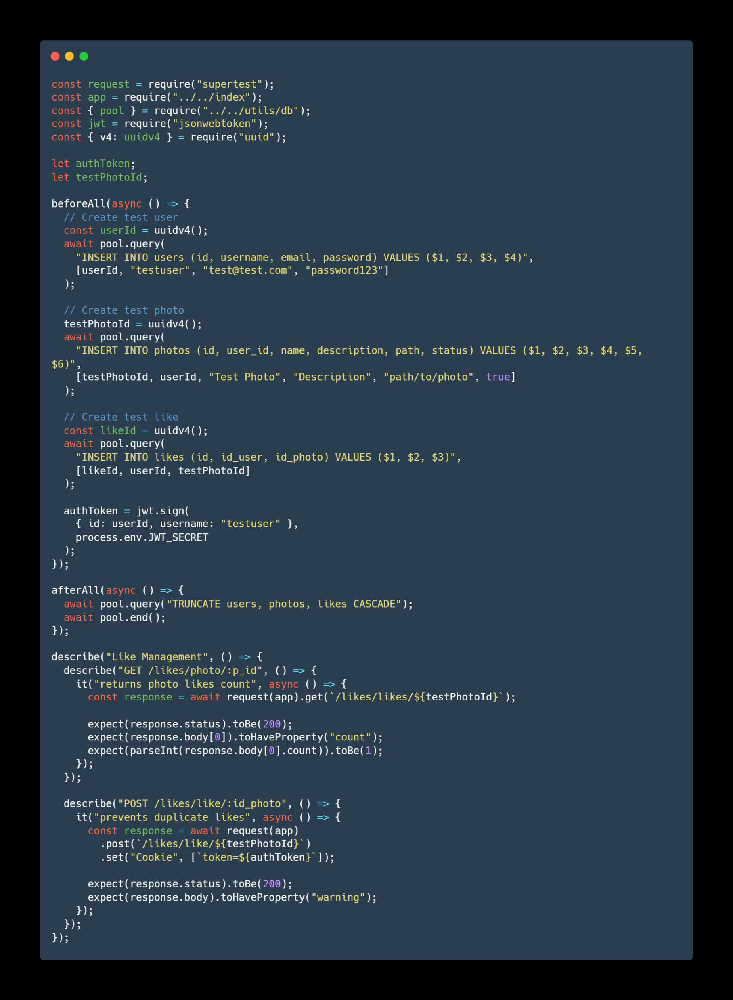 const request = require("supertest");
const app = require("../../index");
const { pool } = require("../../utils/db");
const jwt = require("jsonwebtoken");
const { v4: uuidv4 } = require("uuid");

let authToken;
let testPhotoId;

beforeAll(async () => {
  // Create test user
  const userId = uuidv4();
  await pool.query(
    "INSERT INTO users (id, username, email, password) VALUES ($1, $2, $3, $4)",
    [userId, "testuser", "test@test.com", "password123"]
  );

  // Create test photo
  testPhotoId = uuidv4();
  await pool.query(
    "INSERT INTO photos (id, user_id, name, description, path, status) VALUES ($1, $2, $3, $4, $5,
$6)",
    [testPhotoId, userId, "Test Photo", "Description", "path/to/photo", true]
  );

  // Create test like
  const likeId = uuidv4();
  await pool.query(
    "INSERT INTO likes (id, id_user, id_photo) VALUES ($1, $2, $3)",
    [likeId, userId, testPhotoId]
  );

  authToken = jwt.sign(
    { id: userId, username: "testuser" },
    process.env.JWT_SECRET
  );
});

afterAll(async () => {
  await pool.query("TRUNCATE users, photos, likes CASCADE");
  await pool.end();
});

describe("Like Management", () => {
  describe("GET /likes/photo/:p_id", () => {
    it("returns photo likes count", async () => {
      const response = await request(app).get(`/likes/likes/${testPhotoId}`);

      expect(response.status).toBe(200);
      expect(response.body[0]).toHaveProperty("count");
      expect(parseInt(response.body[0].count)).toBe(1);
    });
  });

  describe("POST /likes/like/:id_photo", () => {
    it("prevents duplicate likes", async () => {
      const response = await request(app)
        .post(`/likes/like/${testPhotoId}`)
        .set("Cookie", [`token=${authToken}`]);

      expect(response.status).toBe(200);
      expect(response.body).toHaveProperty("warning");
    });
  });
});